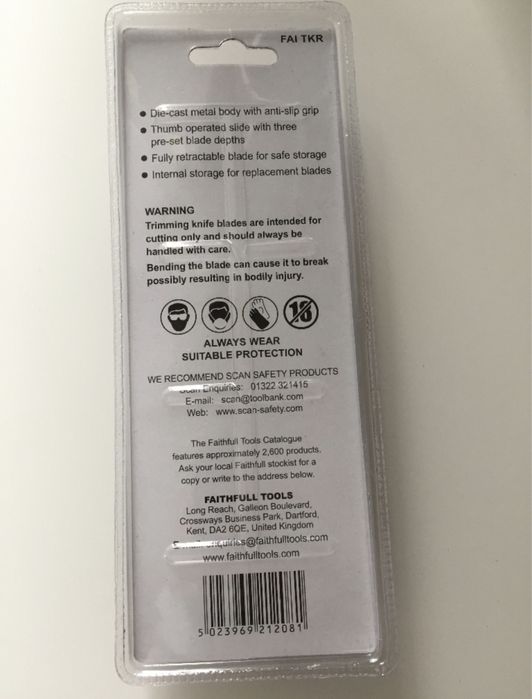 FAI TKR
• Die-cast metal body with anti-slip grip
• Thumb operated slide with three
pre-set blade depths
• Fully retractable blade for safe storage
• Internal storage for replacement blades
WARNING
Trimming knife blades are intended for
cutting only and should always be
handled with care.
Bending the blade can cause it to break
possibly resulting in bodily injury.
18
ALWAYS WEAR
SUITABLE PROTECTION
WE RECOMMEND SCAN SAFETY PRODUCTS
Scan Enquiries: 01322 321415
E-mail: scan@toolbank.com
Web: www.scan-safety.com
The Faithfull Tools Catalogue
features approximately 2,600 products.
Ask your local Faithfull stockist for a
copy or write to the address below.
FAITHFULL TOOLS
Long Reach, Galleon Boulevard,
Crossways Business Park, Dartford,
Kent, DA2 6QE, United Kingdom
E-mail: enquiries@faithfulltools.com
www.faithfulltools.com
5 023969 212081